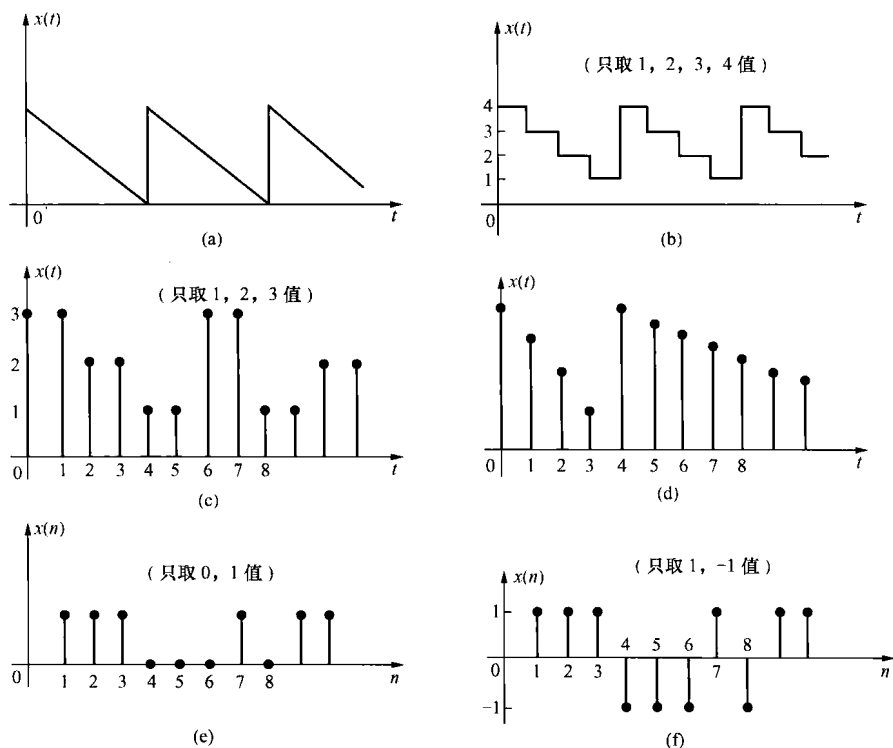 x(t)
0
t
(a)
x(t)
(只取 1, 2, 3, 4 值)
4
3
2
1
0
t
(b)
x(t)
(只取 1, 2, 3 值)
3
2
1
0 1 2 3 4 5 6 7 8
t
(c)
x(t)
0 1 2 3 4 5 6 7 8
t
(d)
x(n)
(只取 0, 1 值)
0 1 2 3 4 5 6 7 8
n
(e)
(只取 1, -1 值)
x(n)
1
4 5 6 8
0 1 2 3 7
n
-1
(f)